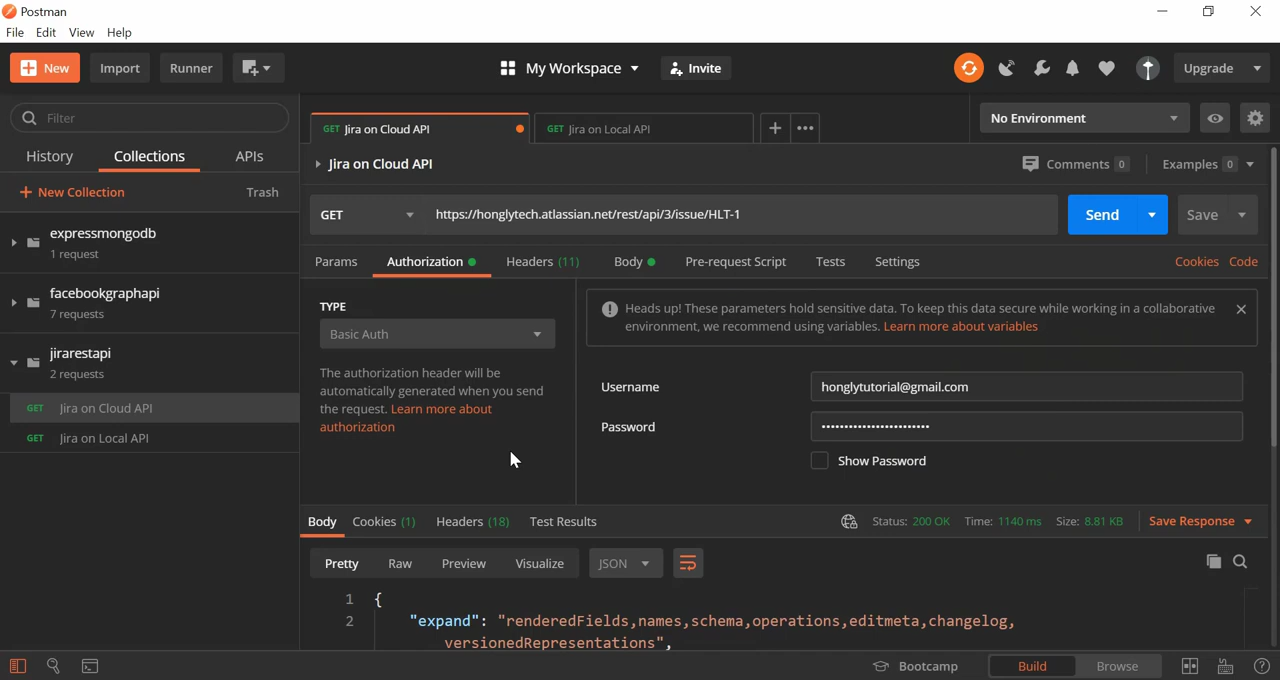 Postman
File Edit View Help
New Import Runner My Workspace Invite Upgrade
Filter
History Collections APIs
+ New Collection Trash
expressmongodb
1 request
facebookgraphapi
7 requests
jirarestapi
2 requests
GET Jira on Cloud API
GET Jira on Local API
GET Jira on Cloud API GET Jira on Local API + ••• No Environment
Jira on Cloud API Comments 0 Examples 0
GET https://honglytech.atlassian.net/rest/api/3/issue/HLT-1 Send Save
Params Authorization Headers (11) Body Pre-request Script Tests Settings Cookies Code
TYPE
Basic Auth
The authorization header will be
automatically generated when you send
the request. Learn more about
authorization
Heads up! These parameters hold sensitive data. To keep this data secure while working in a collaborative
environment, we recommend using variables. Learn more about variables
Username honglytutorial@gmail.com
Password ••••••••••••••••••••••••
Show Password
Body Cookies (1) Headers (18) Test Results Status: 200 OK Time: 1140 ms Size: 8.81 KB Save Response
Pretty Raw Preview Visualize JSON
1 {
2 "expand": "renderedFields,names,schema,operations,editmeta,changelog,
versionedRepresentations",
Bootcamp Build Browse